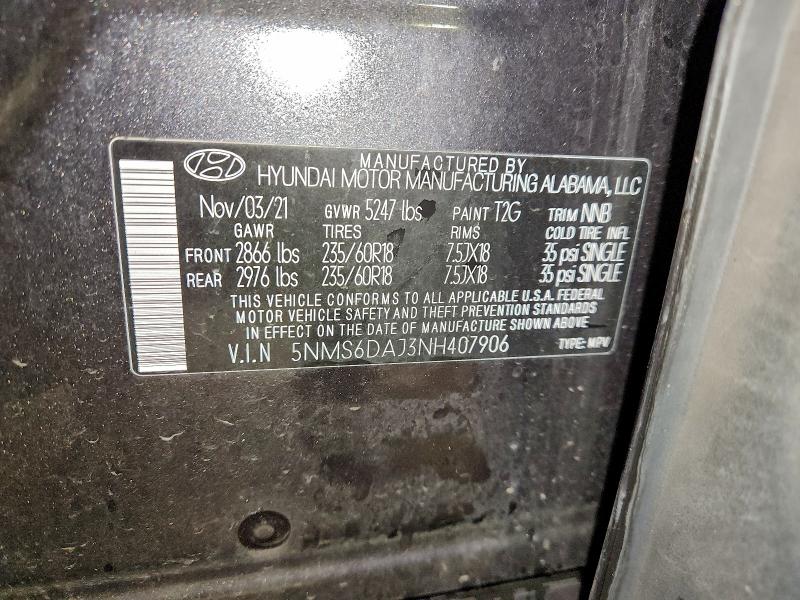 MANUFACTURED BY
HYUNDAI MOTOR MANUFACTURING ALABAMA, LLC
Nov/03/21 GVWR 5247 lbs PAINT T2G TRIM NNB
GAWR TIRES RIMS COLD TIRE INFL
FRONT 2866 lbs 235/60R18 7.5JX18 35 psi SINGLE
REAR 2976 lbs 235/60R18 7.5JX18 35 psi SINGLE
THIS VEHICLE CONFORMS TO ALL APPLICABLE U.S.A. FEDERAL
MOTOR VEHICLE SAFETY AND THEFT PREVENTION STANDARDS
IN EFFECT ON THE DATE OF MANUFACTURE SHOWN ABOVE
V.I.N 5NMS6DAJ3NH407906 TYPE: MPV